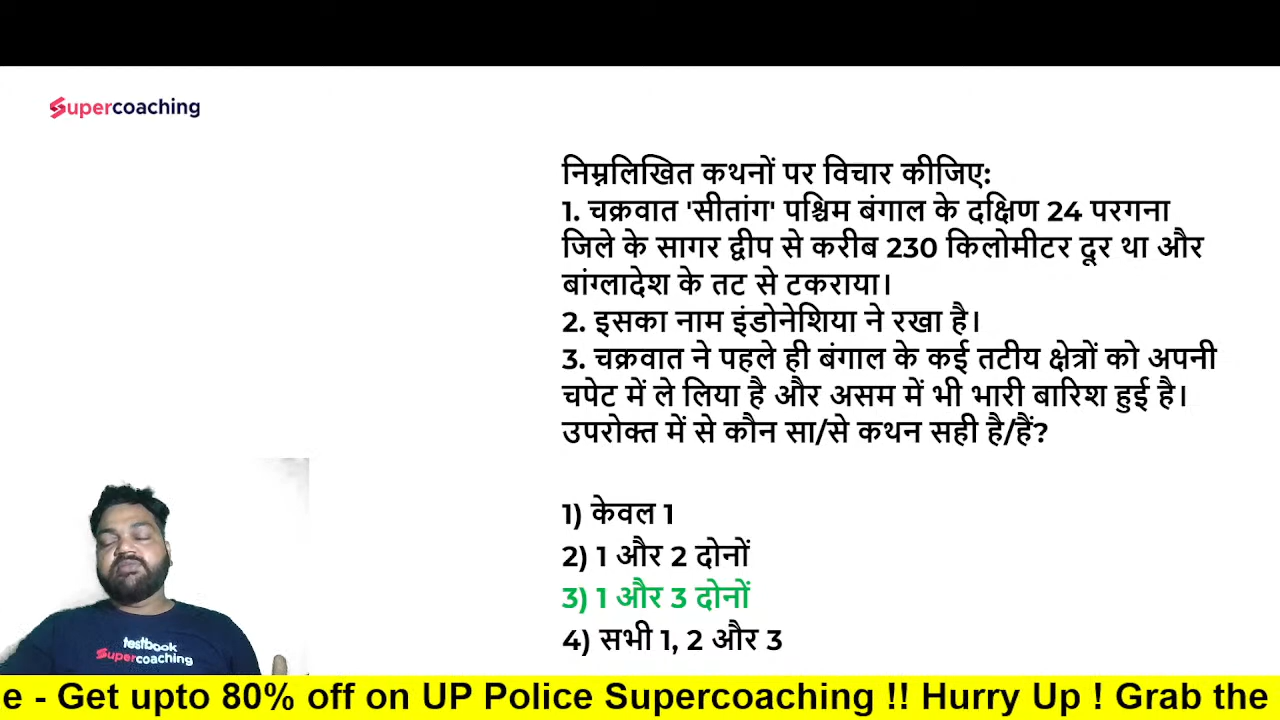 Supercoaching
निम्नलिखित कथनों पर विचार कीजिए:
1. चक्रवात 'सीतांग' पश्चिम बंगाल के दक्षिण 24 परगना
जिले के सागर द्वीप से करीब 230 किलोमीटर दूर था और
बांग्लादेश के तट से टकराया।
2. इसका नाम इंडोनेशिया ने रखा है।
3. चक्रवात ने पहले ही बंगाल के कई तटीय क्षेत्रों को अपनी
चपेट में ले लिया है और असम में भी भारी बारिश हुई है।
उपरोक्त में से कौन सा/से कथन सही है/हैं?
1) केवल 1
2) 1 और 2 दोनों
3) 1 और 3 दोनों
4) सभी 1, 2 और 3
testbook
Supercoaching
e - Get upto 80% off on UP Police Supercoaching !! Hurry Up ! Grab the